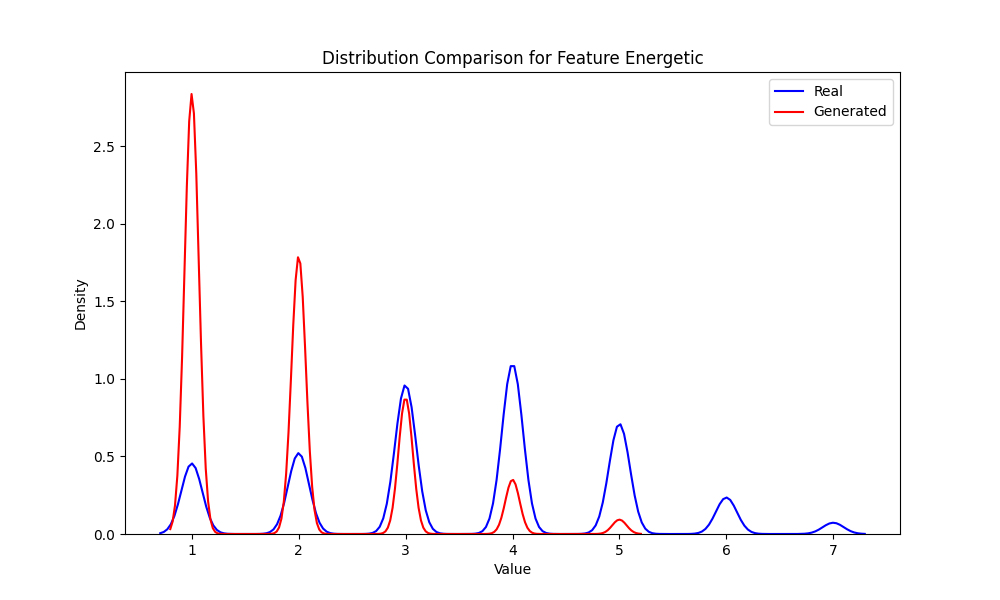 Distribution Comparison for Feature Energetic
Real
Generated
2.5
2.0
1.5
1.0
0.5
0.0
Density
1 2 3 4 5 6 7
Value